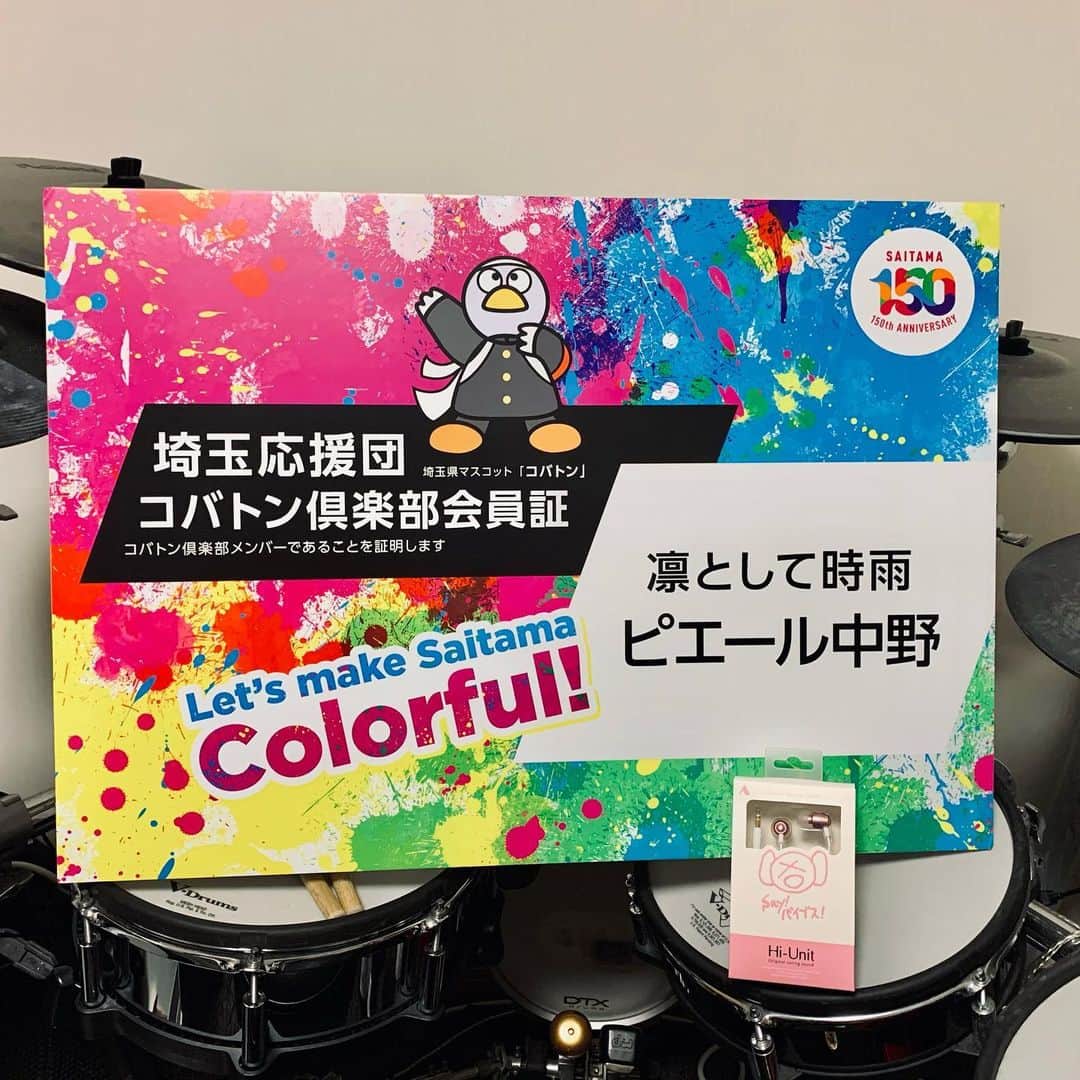 SAITAMA
150
150th ANNIVERSARY
埼玉応援団
埼玉県マスコット「コバトン」
コバトン倶楽部会員証
コバトン倶楽部メンバーであることを証明します
凛として時雨
ピエール中野
Let's make Saitama
Colorful!
V-Drums
DTX
Hi-Unit